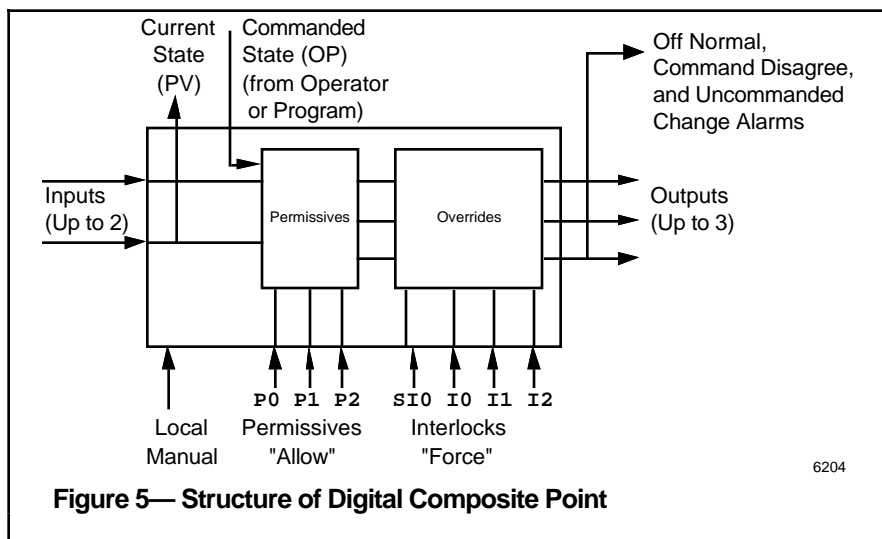 Current
State
(PV)
Commanded
State (OP)
(from Operator
or Program)
Off Normal,
Command Disagree,
and Uncommanded
Change Alarms
Inputs
(Up to 2)
Permissives
Overrides
Outputs
(Up to 3)
P0 P1 P2
SI0 I0 I1 I2
Local
Manual
Permissives
"Allow"
Interlocks
"Force"
6204
Figure 5— Structure of Digital Composite Point